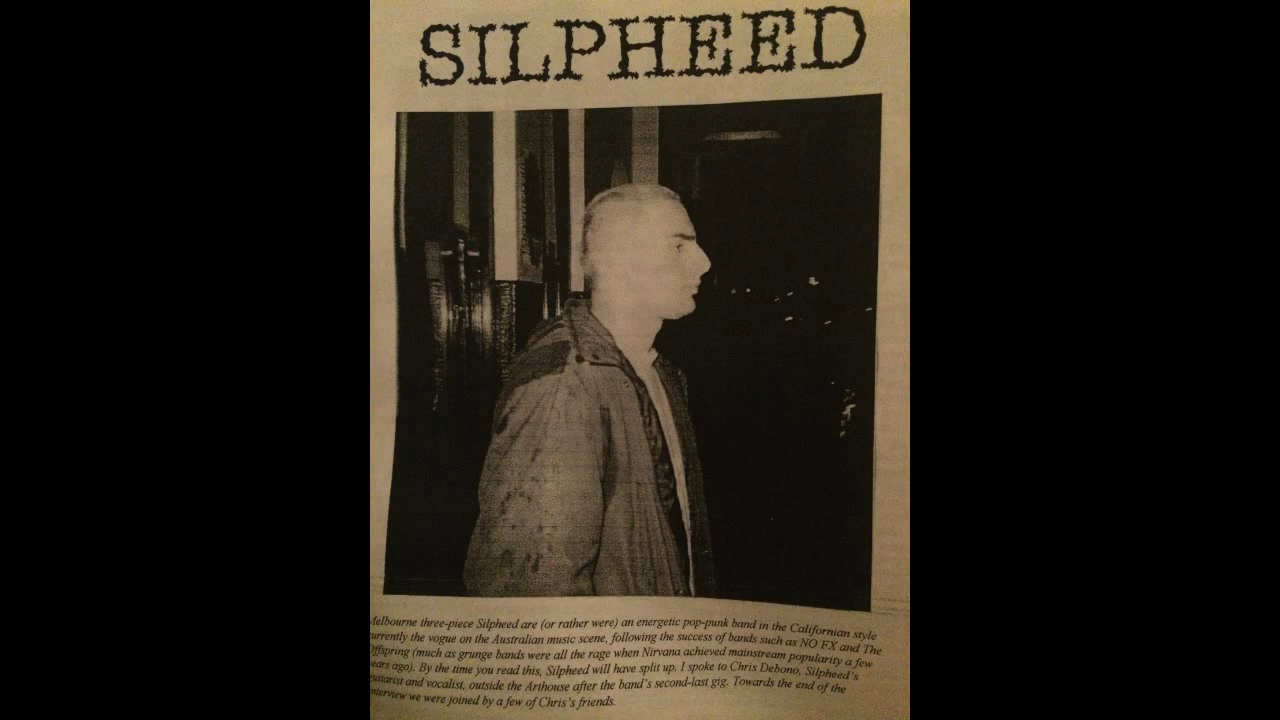 SILPHEED
Melbourne three-piece Silpheed are (or rather were) an energetic pop-punk band in the Californian style
currently the vogue on the Australian music scene, following the success of bands such as NO FX and The
Offspring (much as grunge bands were all the rage when Nirvana achieved mainstream popularity a few
years ago). By the time you read this, Silpheed will have split up. I spoke to Chris Debono, Silpheed's
guitarist and vocalist, outside the Arthouse after the band's second-last gig. Towards the end of the
interview we were joined by a few of Chris's friends.